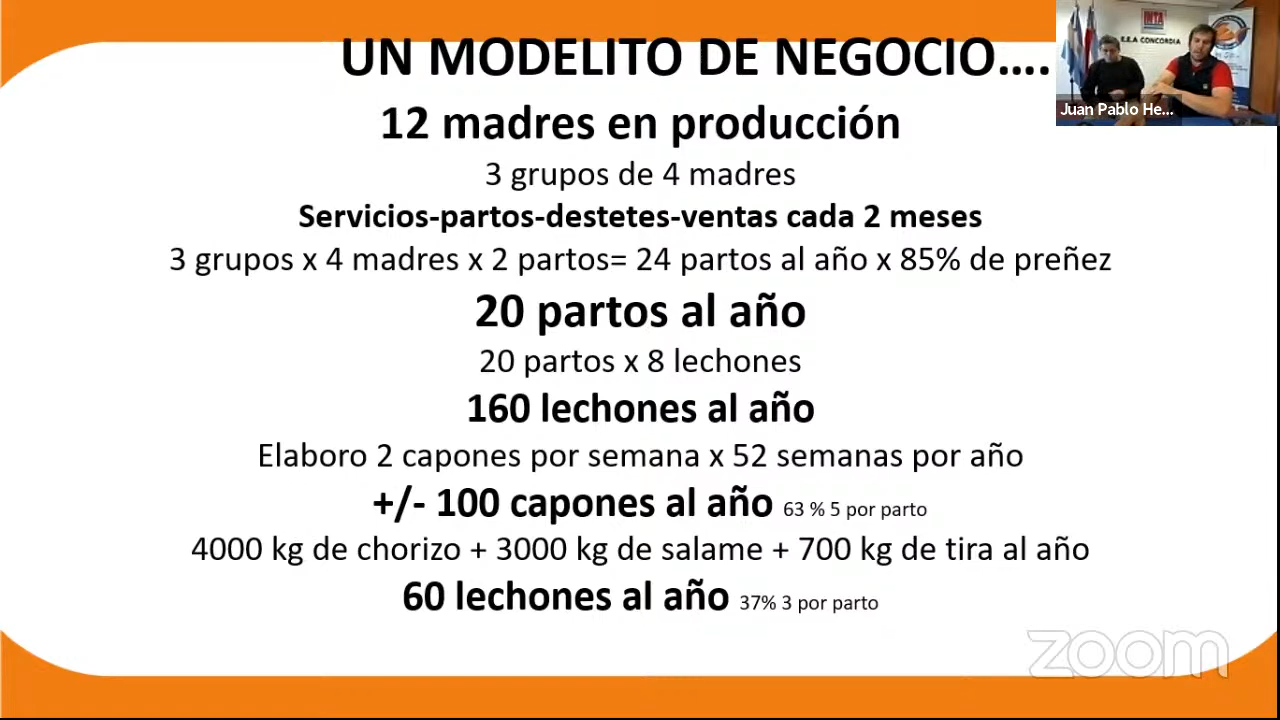 UN MODELITO DE NEGOCIO....
12 madres en producción
3 grupos de 4 madres
Servicios-partos-destetes-ventas cada 2 meses
3 grupos x 4 madres x 2 partos= 24 partos al año x 85% de preñez
20 partos al año
20 partos x 8 lechones
160 lechones al año
Elaboro 2 capones por semana x 52 semanas por año
+/- 100 capones al año 63 % 5 por parto
4000 kg de chorizo + 3000 kg de salame + 700 kg de tira al año
60 lechones al año 37% 3 por parto
INTA
E.E.A CONCORDIA
Juan Pablo He...
zoom